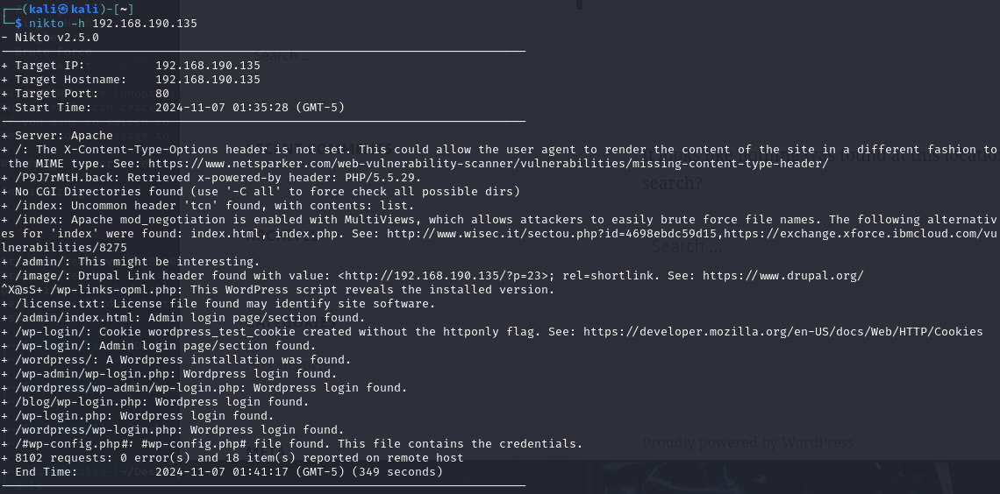 ┌──(kali㉿kali)-[~]
└─$ nikto -h 192.168.190.135
- Nikto v2.5.0
---------------------------------------------------------------------------
+ Target IP:          192.168.190.135
+ Target Hostname:    192.168.190.135
+ Target Port:        80
+ Start Time:         2024-11-07 01:35:28 (GMT-5)
---------------------------------------------------------------------------
+ Server: Apache
+ /: The X-Content-Type-Options header is not set. This could allow the user agent to render the content of the site in a different fashion to
 the MIME type. See: https://www.netsparker.com/web-vulnerability-scanner/vulnerabilities/missing-content-type-header/
+ /P9J7rMtH.back: Retrieved x-powered-by header: PHP/5.5.29.
search?
+ No CGI Directories found (use '-C all' to force check all possible dirs)
+ /index: Uncommon header 'tcn' found, with contents: list.
+ /index: Apache mod_negotiation is enabled with MultiViews, which allows attackers to easily brute force file names. The following alternativ
es for 'index' were found: index.html, index.php. See: http://www.wisec.it/sectou.php?id=4698ebdc59d15,https://exchange.xforce.ibmcloud.com/vu
lnerabilities/8275
Search ...
+ /admin/: This might be interesting.
+ /image/: Drupal Link header found with value: <http://192.168.190.135/?p=23>; rel=shortlink. See: https://www.drupal.org/
^X@sS+ /wp-links-opml.php: This WordPress script reveals the installed version.
+ /license.txt: License file found may identify site software.
+ /admin/index.html: Admin login page/section found.
+ /wp-login/: Cookie wordpress_test_cookie created without the httponly flag. See: https://developer.mozilla.org/en-US/docs/Web/HTTP/Cookies
+ /wp-login/: Admin login page/section found.
+ /wordpress/: A Wordpress installation was found.
+ /wp-admin/wp-login.php: Wordpress login found.
+ /wordpress/wp-admin/wp-login.php: Wordpress login found.
+ /blog/wp-login.php: Wordpress login found.
+ /wp-login.php: Wordpress login found.
+ /wordpress/wp-login.php: Wordpress login found.
+ /#wp-config.php#: #wp-config.php# file found. This file contains the credentials.
Proudly powered by WordPress
+ 8102 requests: 0 error(s) and 18 item(s) reported on remote host
+ End Time:           2024-11-07 01:41:17 (GMT-5) (349 seconds)
---------------------------------------------------------------------------